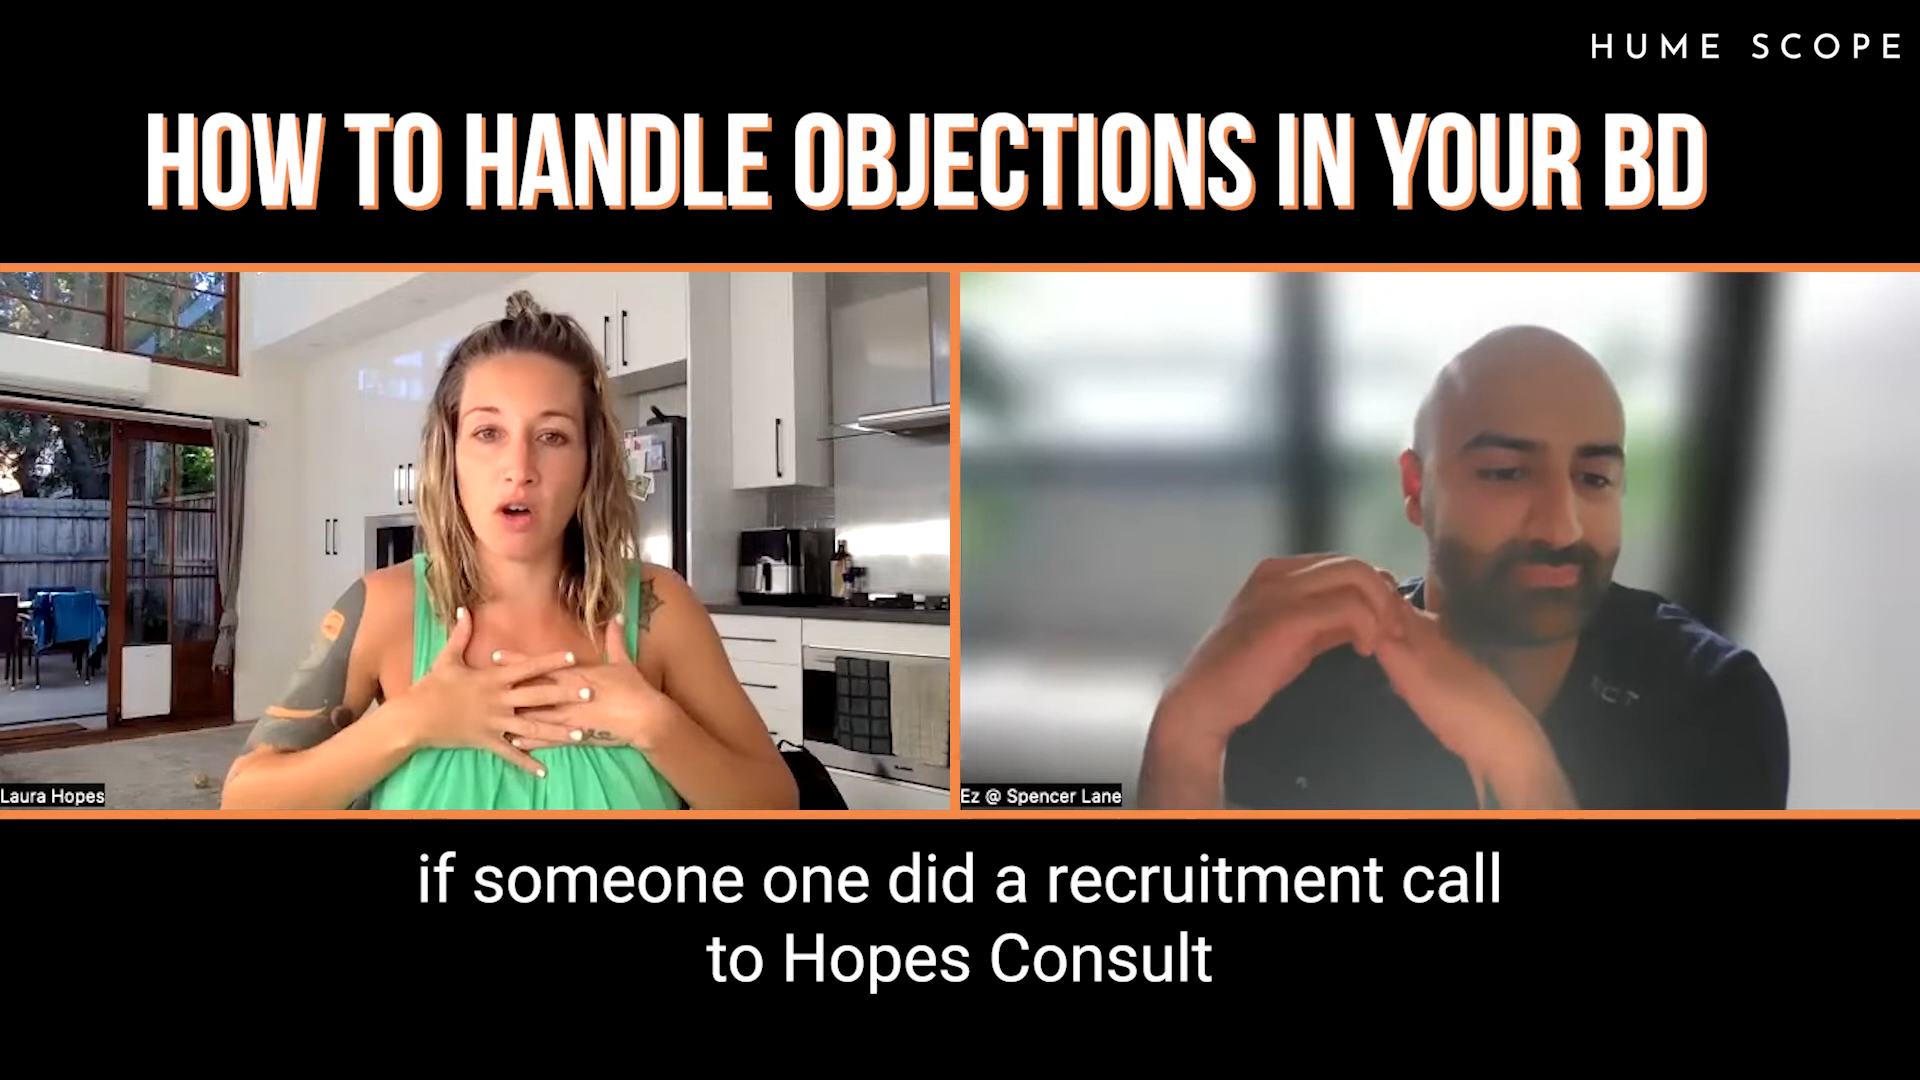 HUME SCOPE
HOW TO HANDLE OBJECTIONS IN YOUR BD
Laura Hopes
Ez @ Spencer Lane
if someone one did a recruitment call
to Hopes Consult